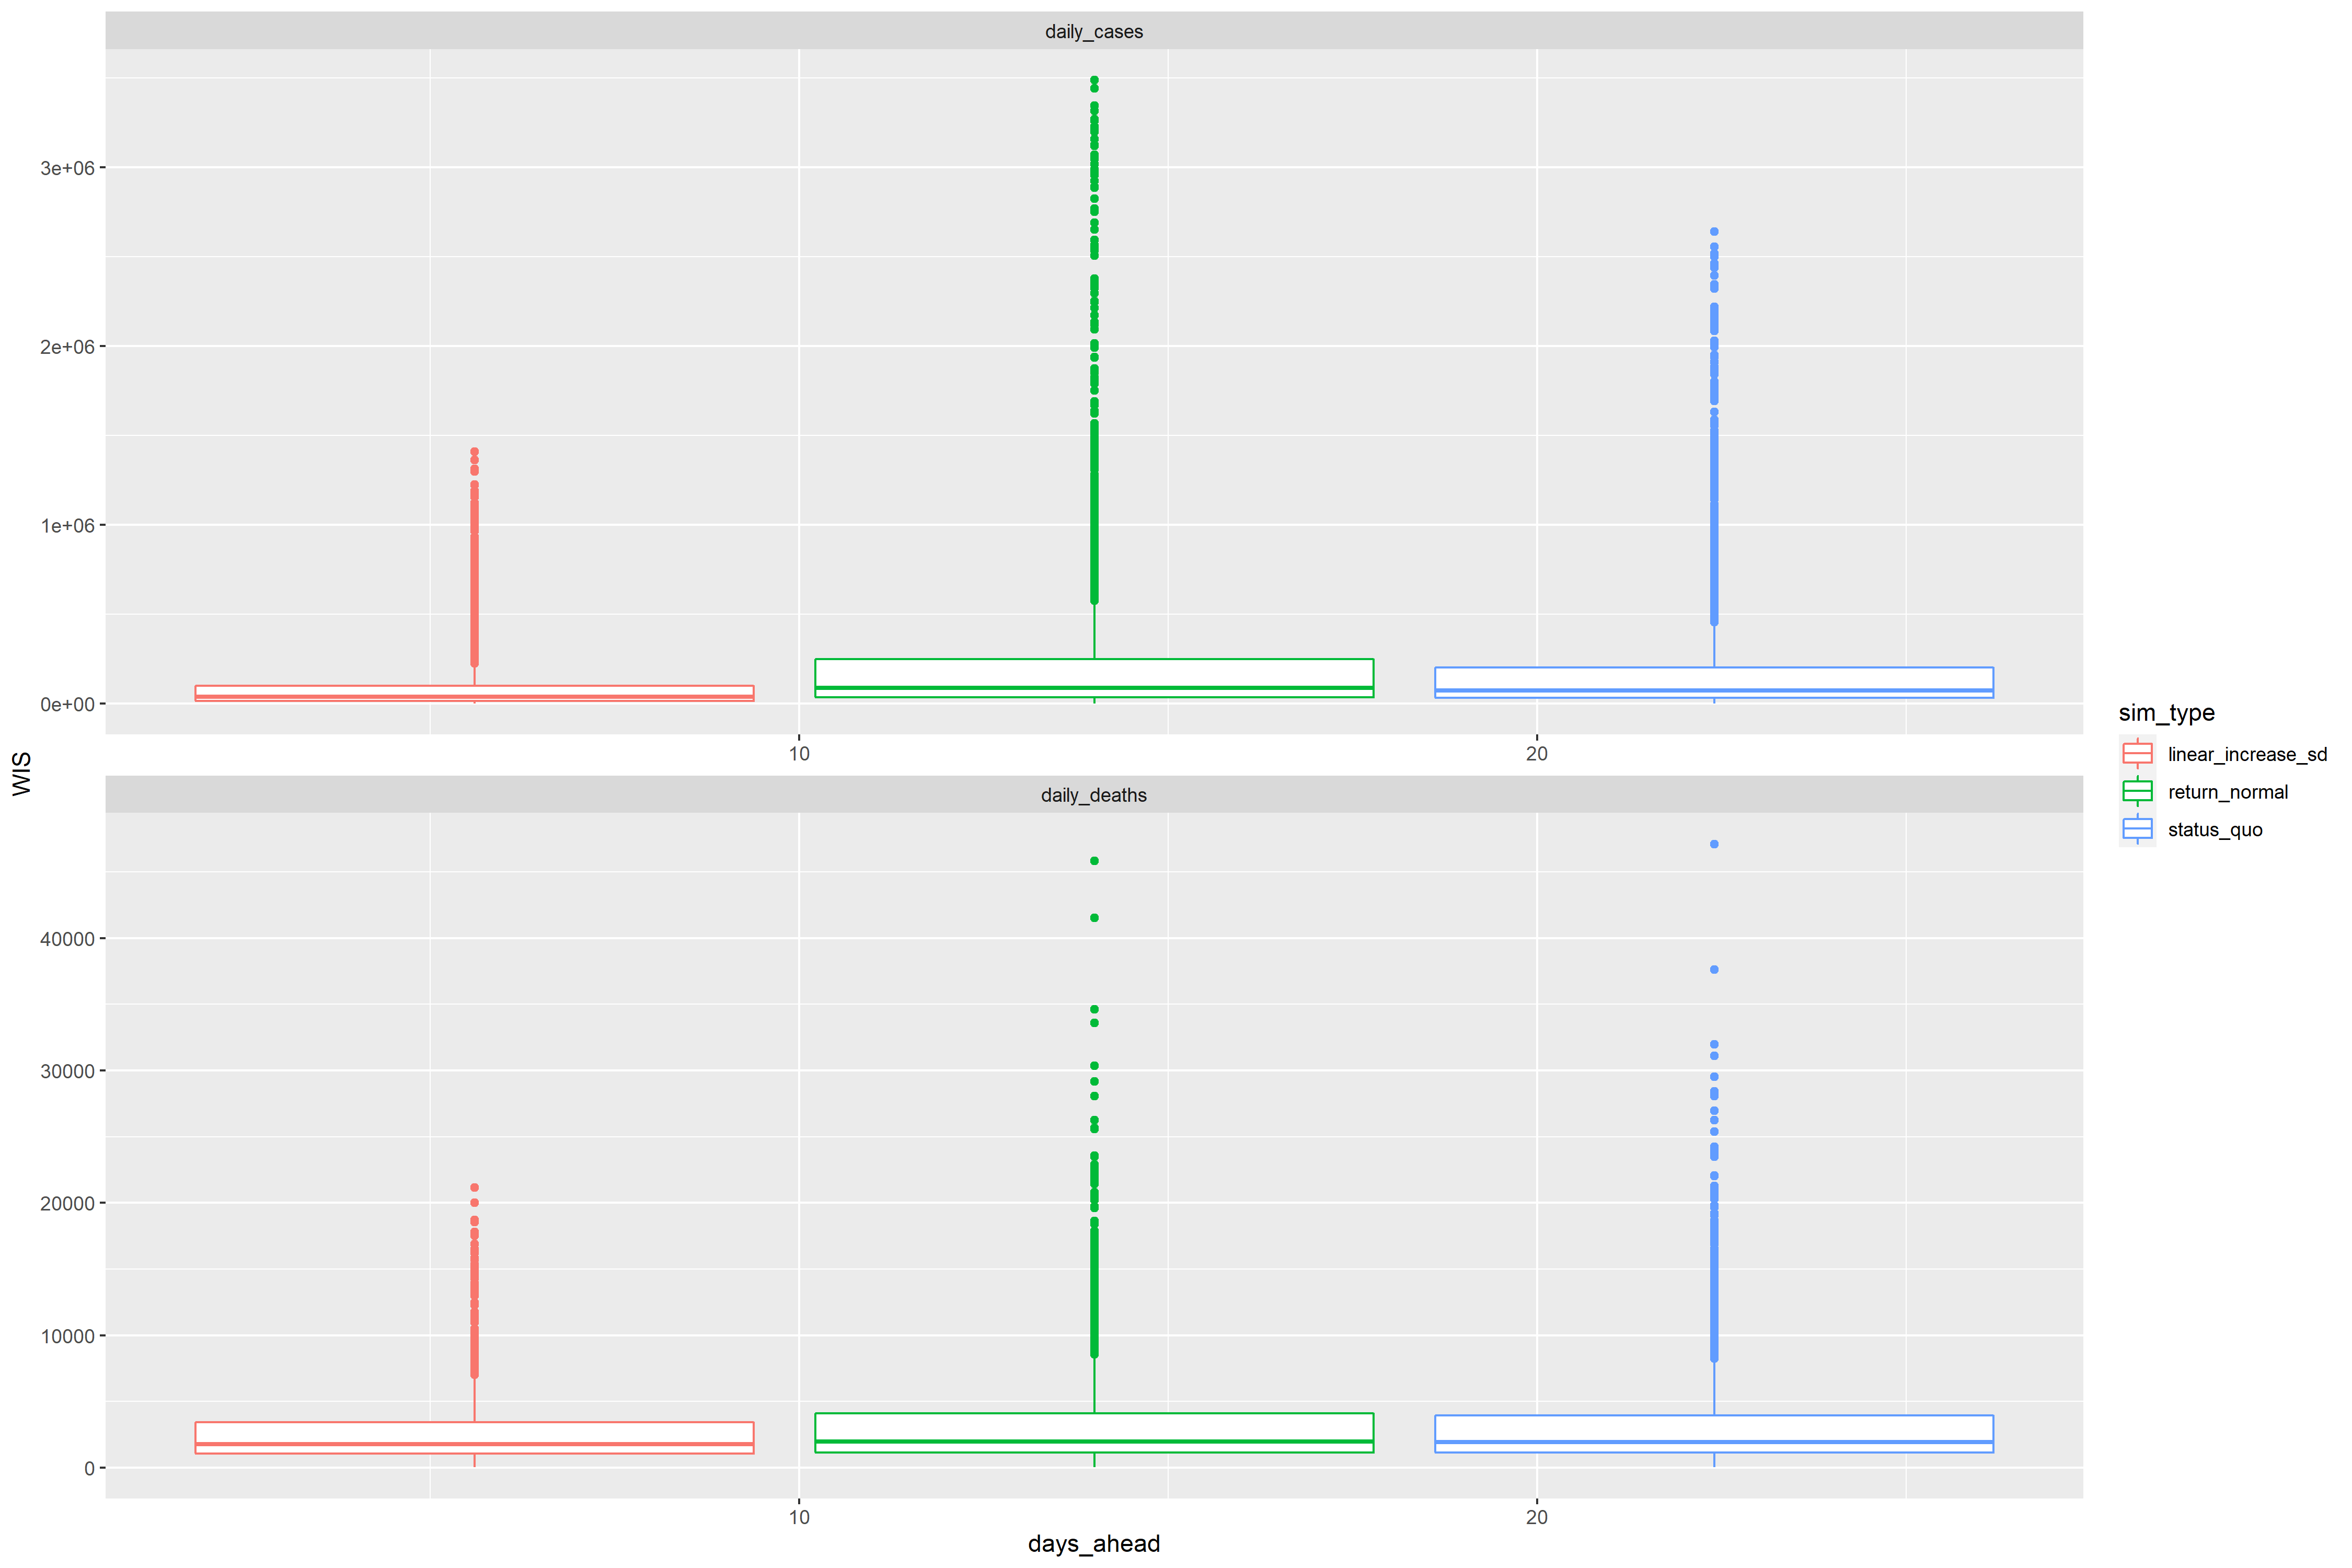 daily_cases
3e+06
2e+06
1e+06
0e+00
10
20
WIS
daily_deaths
40000
30000
20000
10000
0
10
20
days_ahead
sim_type
linear_increase_sd
return_normal
status_quo